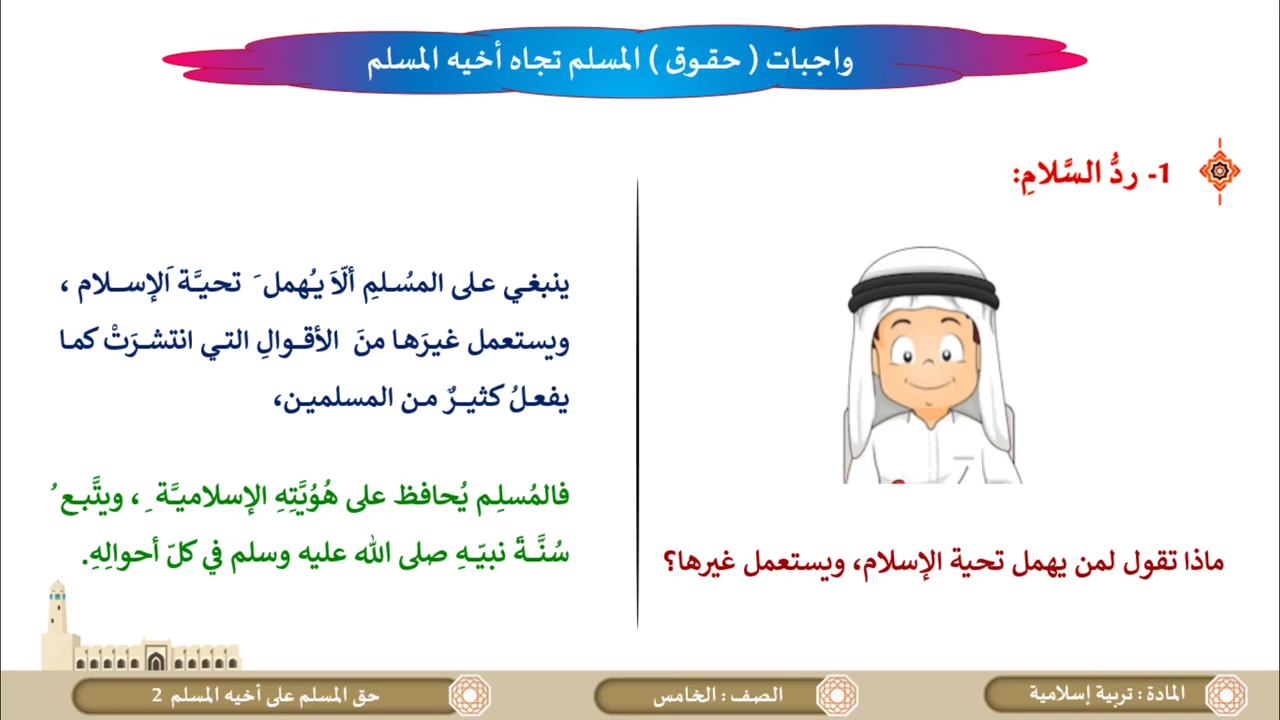 واجبات ( حقوق ) المسلم تجاه أخيه المسلم
1- ردُّ السَّلامِ:
ماذا تقول لمن يهمل تحية الإسلام، ويستعمل غيرها؟
ينبغي على المسُلمِ ألّاَ يُهمل َ تحيَّة اَلإسلام ،
ويستعمل غيرَها منَ الأقوالِ التي انتشرَتْ كما
يفعلُ كثيرٌ من المسلمين،
فالمُسلِم يُحافظ على هُوُيَّتِهِ الإسلاميَّة ِ ، ويتَّبع ُ
سُنَّةَ نبيّهِ صلى الله عليه وسلم في كلّ أحوالِهِ.
المادة : تربية إسلامية
الصف : الخامس
حق المسلم على أخيه المسلم 2